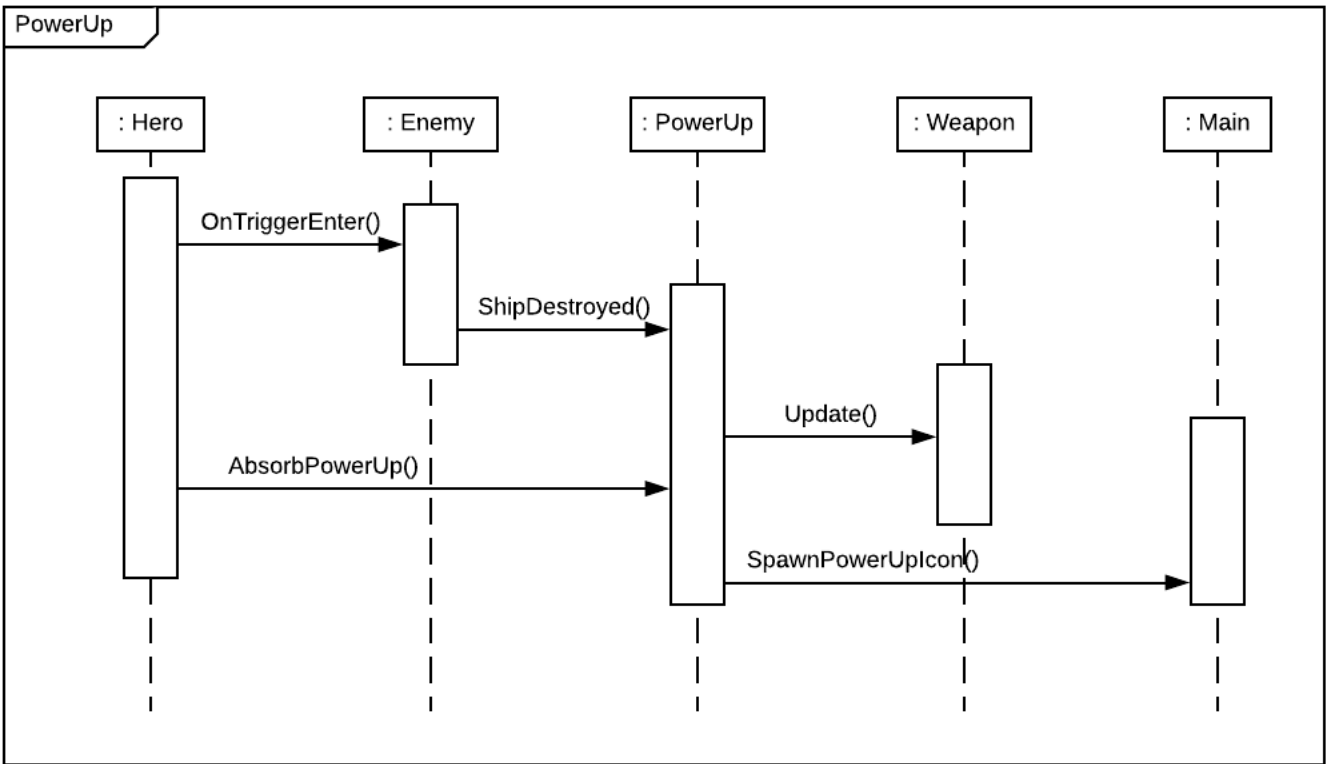 PowerUp
: Hero
: Enemy
: PowerUp
: Weapon
: Main
OnTriggerEnter()
ShipDestroyed()
Update()
AbsorbPowerUp()
SpawnPowerUpIcon()